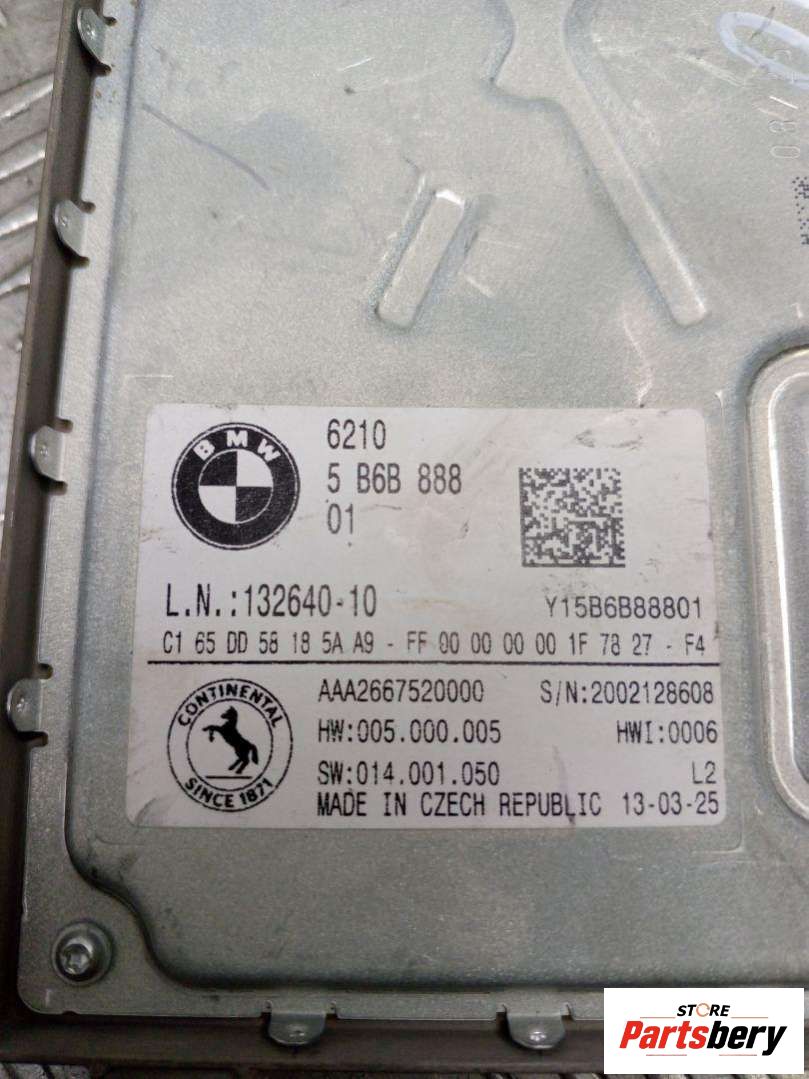 08/25
BMW
6210
5 B6B 888
01
L.N.:132640-10
Y15B6B88801
C1 65 DD 58 18 5A A9 - FF 00 00 00 00 1F 78 27 - F4
CONTINENTAL
SINCE 1871
AAA2667520000 S/N:2002128608
HW:005.000.005 HWI:0006
SW:014.001.050 L2
MADE IN CZECH REPUBLIC 13-03-25
STORE
Partsbery